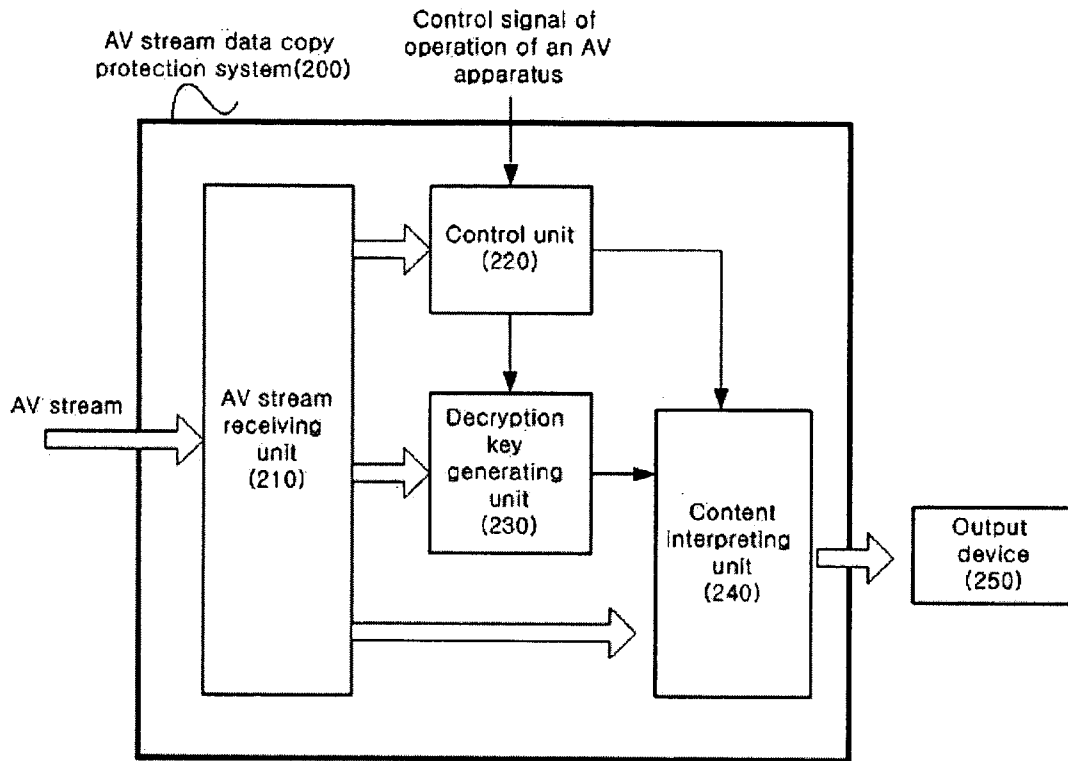 Control signal of
operation of an AV
apparatus
AV stream data copy
protection system(200)
Control unit
(220)
AV stream
AV stream
receiving
unit
(210)
Decryption
key
generating
unit
(230)
Content
interpreting
unit
(240)
Output
device
(250)